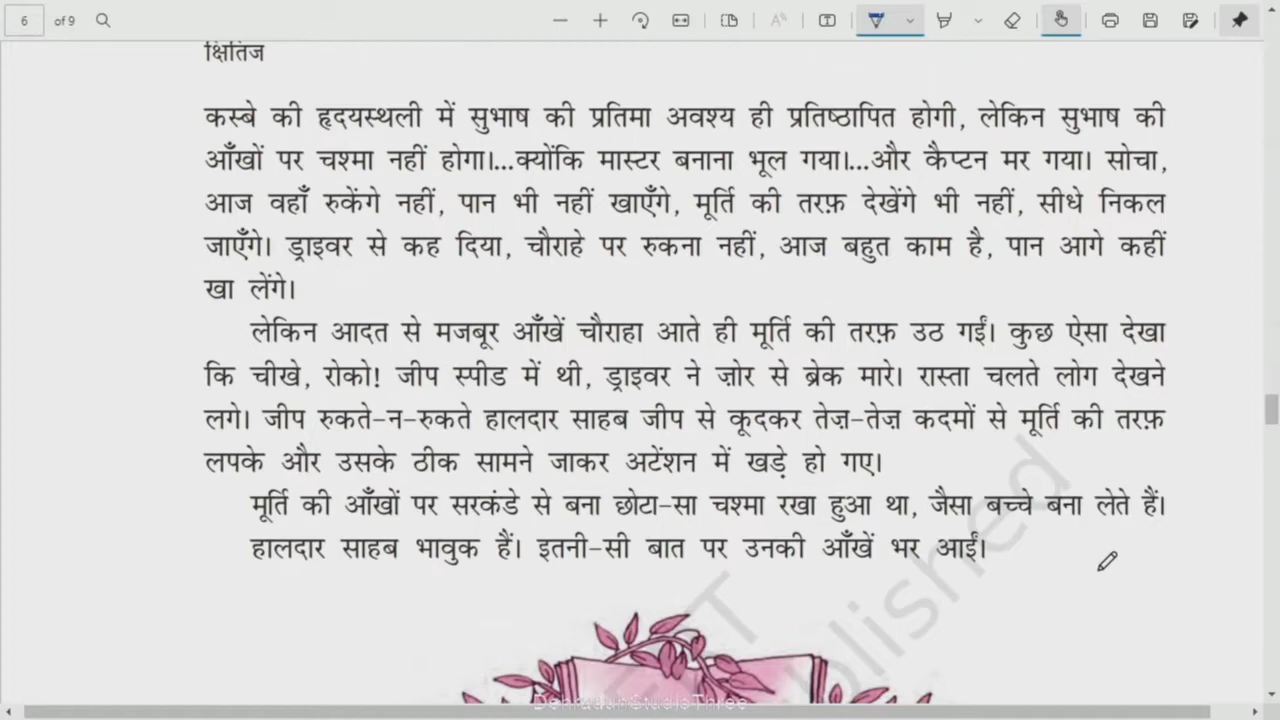 6 of 9
क्षितिज
कस्बे की हृदयस्थली में सुभाष की प्रतिमा अवश्य ही प्रतिष्ठापित होगी, लेकिन सुभाष की
आँखों पर चश्मा नहीं होगा।...क्योंकि मास्टर बनाना भूल गया।...और कैप्टन मर गया। सोचा,
आज वहाँ रुकेंगे नहीं, पान भी नहीं खाएँगे, मूर्ति की तरफ़ देखेंगे भी नहीं, सीधे निकल
जाएँगे। ड्राइवर से कह दिया, चौराहे पर रुकना नहीं, आज बहुत काम है, पान आगे कहीं
खा लेंगे।
लेकिन आदत से मजबूर आँखें चौराहा आते ही मूर्ति की तरफ़ उठ गईं। कुछ ऐसा देखा
कि चीखे, रोको! जीप स्पीड में थी, ड्राइवर ने ज़ोर से ब्रेक मारे। रास्ता चलते लोग देखने
लगे। जीप रुकते-न-रुकते हालदार साहब जीप से कूदकर तेज़-तेज़ कदमों से मूर्ति की तरफ़
लपके और उसके ठीक सामने जाकर अटेंशन में खड़े हो गए।
मूर्ति की आँखों पर सरकंडे से बना छोटा-सा चश्मा रखा हुआ था, जैसा बच्चे बना लेते हैं।
हालदार साहब भावुक हैं। इतनी-सी बात पर उनकी आँखें भर आईं।
DehradunStudioThree